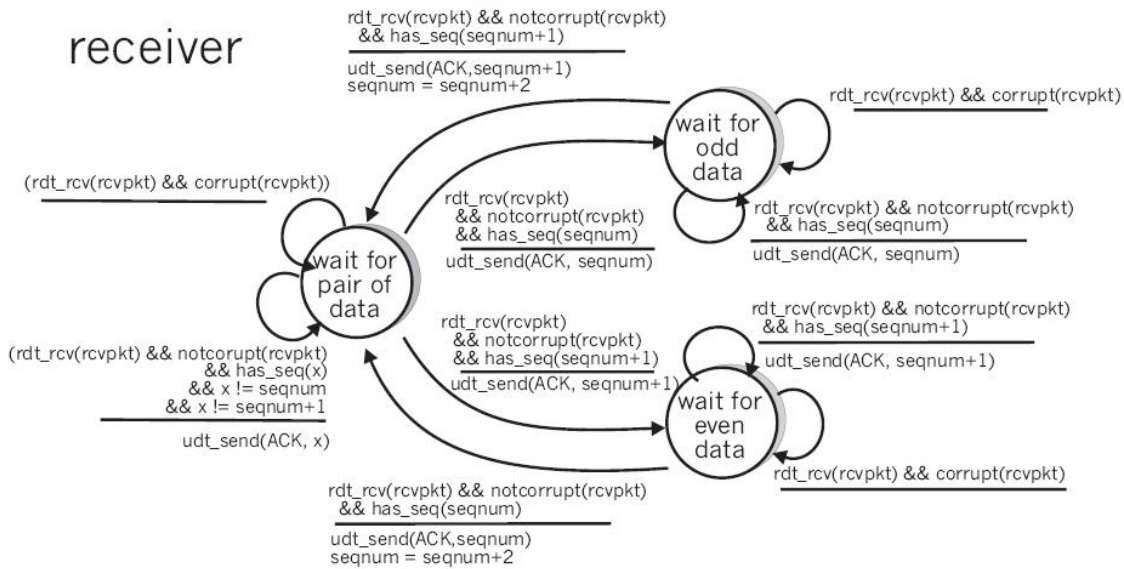 receiver
rdt_rcv(rcvpkt) && notcorrupt(rcvpkt)
&& has_seq(seqnum+1)
udt_send(ACK,seqnum+1)
seqnum = seqnum+2
wait for
odd
data
rdt_rcv(rcvpkt) && corrupt(rcvpkt)
(rdt_rcv(rcvpkt) && corrupt(rcvpkt))
rdt_rcv(rcvpkt)
&& notcorrupt(rcvpkt)
&& has_seq(seqnum)
udt_send(ACK, seqnum)
rdt_rcv(rcvpkt) && notcorrupt(rcvpkt)
&& has_seq(seqnum)
udt_send(ACK, seqnum)
wait for
pair of
data
(rdt_rcv(rcvpkt) && notcorupt(rcvpkt)
&& has_seq(x)
&& x != seqnum
&& x != seqnum+1
udt_send(ACK, x)
rdt_rcv(rcvpkt)
&& notcorrupt(rcvpkt)
&& has_seq(seqnum+1)
udt_send(ACK, seqnum+1)
rdt_rcv(rcvpkt) && notcorrupt(rcvpkt)
&& has_seq(seqnum+1)
udt_send(ACK, seqnum+1)
wait for
even
data
rdt_rcv(rcvpkt) && corrupt(rcvpkt)
rdt_rcv(rcvpkt) && notcorrupt(rcvpkt)
&& has_seq(seqnum)
udt_send(ACK,seqnum)
seqnum = seqnum+2